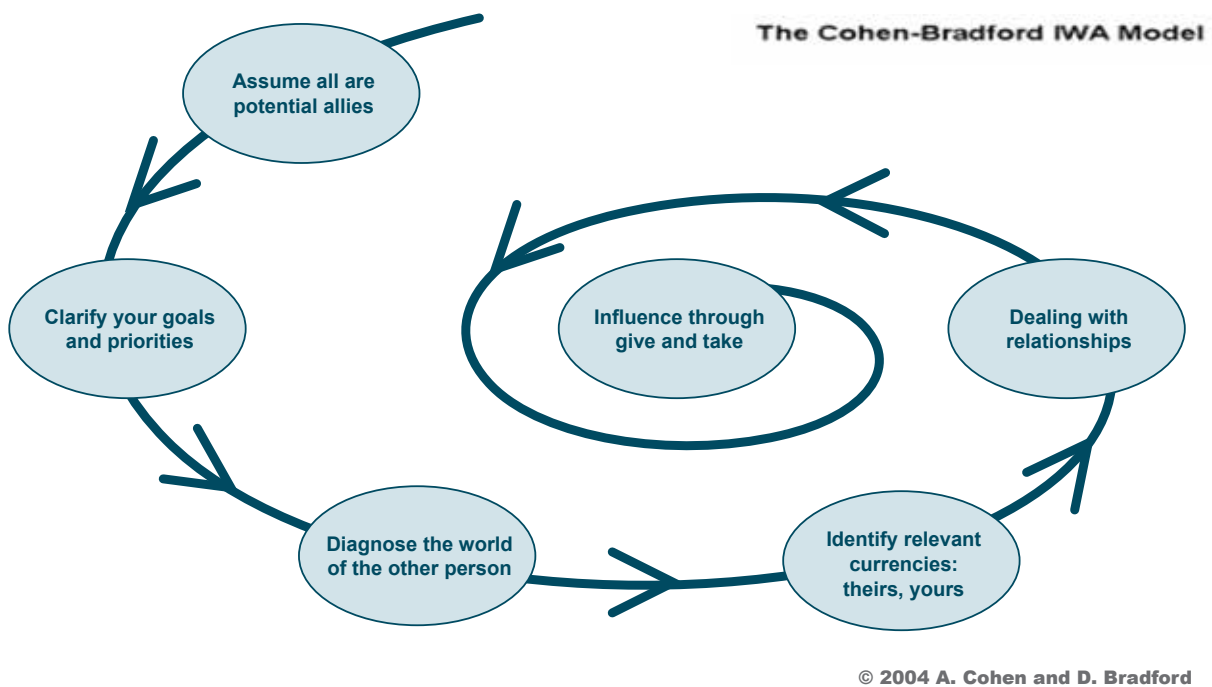 The Cohen-Bradford IWA Model
Assume all are
potential allies
Clarify your goals
and priorities
Diagnose the world
of the other person
Identify relevant
currencies:
theirs, yours
Dealing with
relationships
Influence through
give and take
© 2004 A. Cohen and D. Bradford